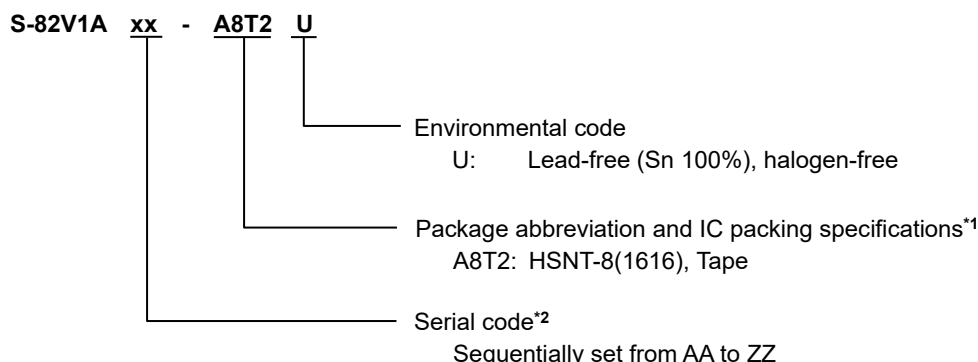 S-82V1A xx - A8T2 U
Environmental code
U: Lead-free (Sn 100%), halogen-free
Package abbreviation and IC packing specifications*1
A8T2: HSNT-8(1616), Tape
Serial code*2
Sequentially set from AA to ZZ